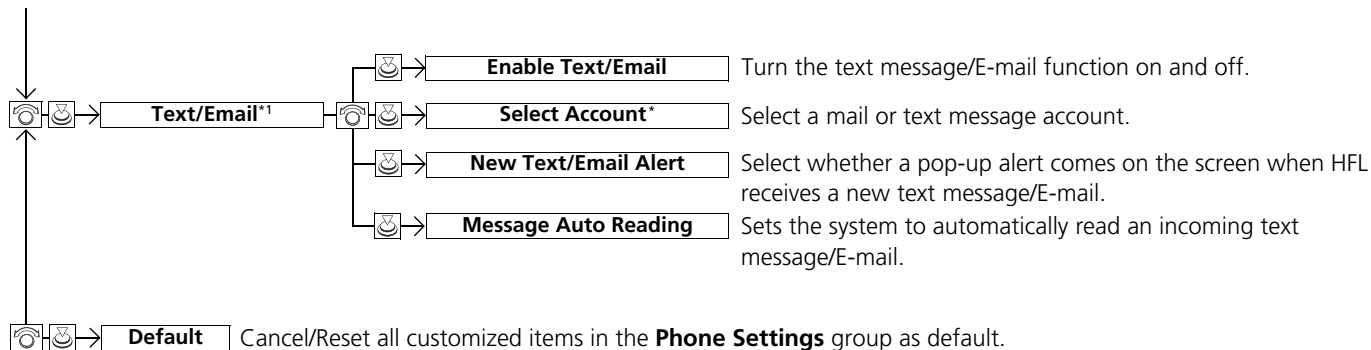 Enable Text/Email Turn the text message/E-mail function on and off.
Text/Email*1 Select Account* Select a mail or text message account.
New Text/Email Alert Select whether a pop-up alert comes on the screen when HFL
receives a new text message/E-mail.
Message Auto Reading Sets the system to automatically read an incoming text
message/E-mail.
Default Cancel/Reset all customized items in the Phone Settings group as default.